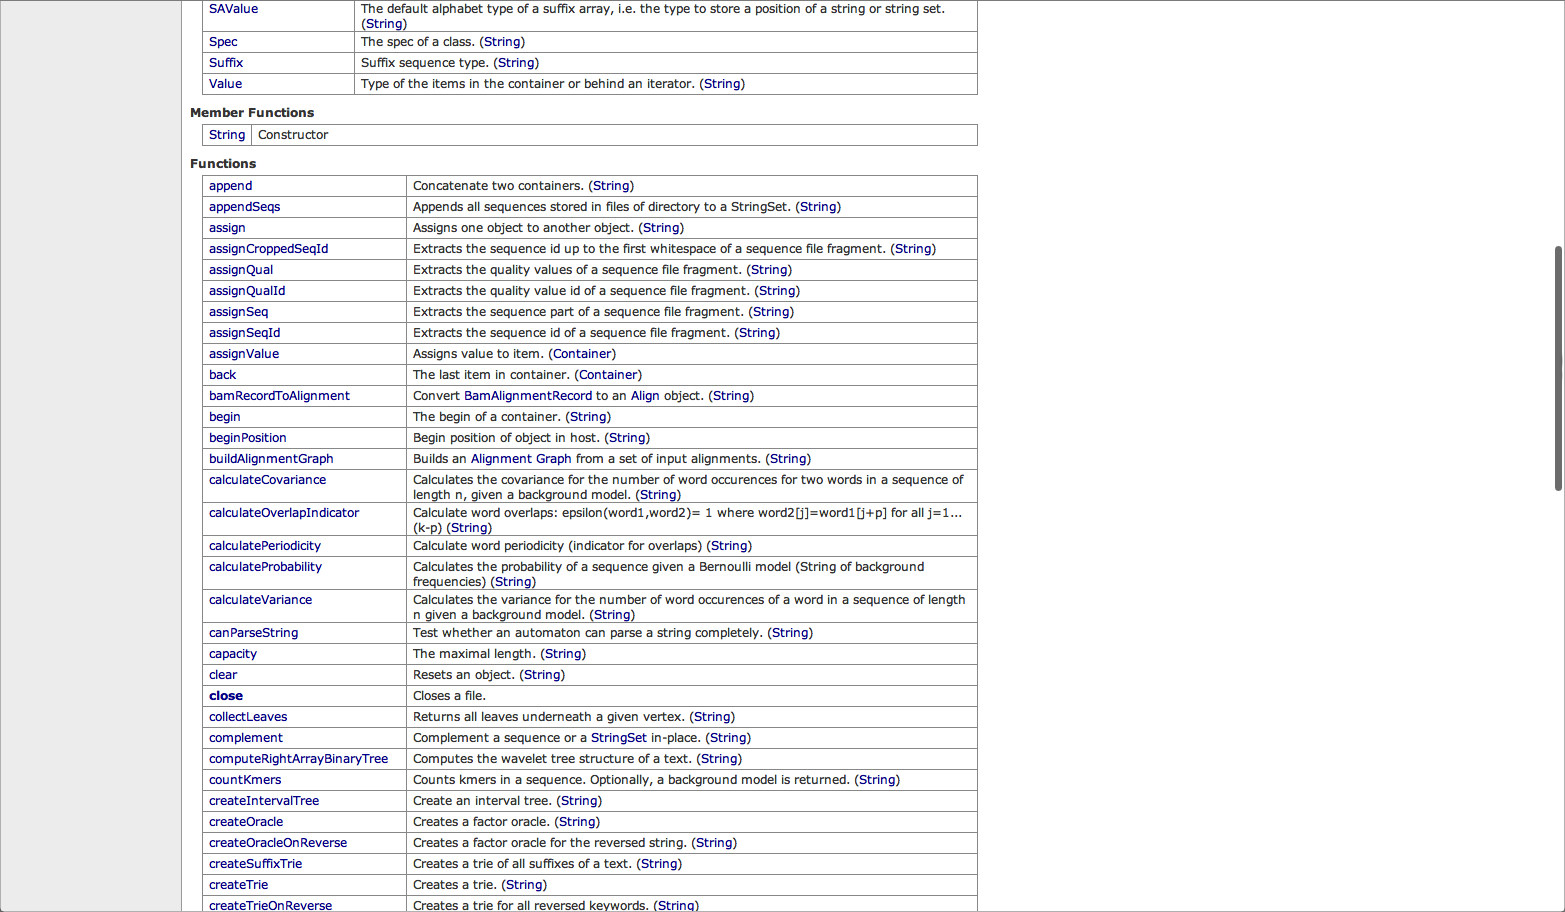 SAValue The default alphabet type of a suffix array, i.e. the type to store a position of a string or string set.
(String)
Spec The spec of a class. (String)
Suffix Suffix sequence type. (String)
Value Type of the items in the container or behind an iterator. (String)
Member Functions
String Constructor
Functions
append Concatenate two containers. (String)
appendSeqs Appends all sequences stored in files of directory to a StringSet. (String)
assign Assigns one object to another object. (String)
assignCroppedSeqId Extracts the sequence id up to the first whitespace of a sequence file fragment. (String)
assignQual Extracts the quality values of a sequence file fragment. (String)
assignQualId Extracts the quality value id of a sequence file fragment. (String)
assignSeq Extracts the sequence part of a sequence file fragment. (String)
assignSeqId Extracts the sequence id of a sequence file fragment. (String)
assignValue Assigns value to item. (Container)
back The last item in container. (Container)
bamRecordToAlignment Convert BamAlignmentRecord to an Align object. (String)
begin The begin of a container. (String)
beginPosition Begin position of object in host. (String)
buildAlignmentGraph Builds an Alignment Graph from a set of input alignments. (String)
calculateCovariance Calculates the covariance for the number of word occurences for two words in a sequence of
length n, given a background model. (String)
calculateOverlapIndicator Calculate word overlaps: epsilon(word1,word2)= 1 where word2[j]=word1[j+p] for all j=1...
(k-p) (String)
calculatePeriodicity Calculate word periodicity (indicator for overlaps) (String)
calculateProbability Calculates the probability of a sequence given a Bernoulli model (String of background
frequencies) (String)
calculateVariance Calculates the variance for the number of word occurences of a word in a sequence of length
n given a background model. (String)
canParseString Test whether an automaton can parse a string completely. (String)
capacity The maximal length. (String)
clear Resets an object. (String)
close Closes a file.
collectLeaves Returns all leaves underneath a given vertex. (String)
complement Complement a sequence or a StringSet in-place. (String)
computeRightArrayBinaryTree Computes the wavelet tree structure of a text. (String)
countKmers Counts kmers in a sequence. Optionally, a background model is returned. (String)
createIntervalTree Create an interval tree. (String)
createOracle Creates a factor oracle. (String)
createOracleOnReverse Creates a factor oracle for the reversed string. (String)
createSuffixTrie Creates a trie of all suffixes of a text. (String)
createTrie Creates a trie. (String)
createTrieOnReverse Creates a trie for all reversed keywords. (String)